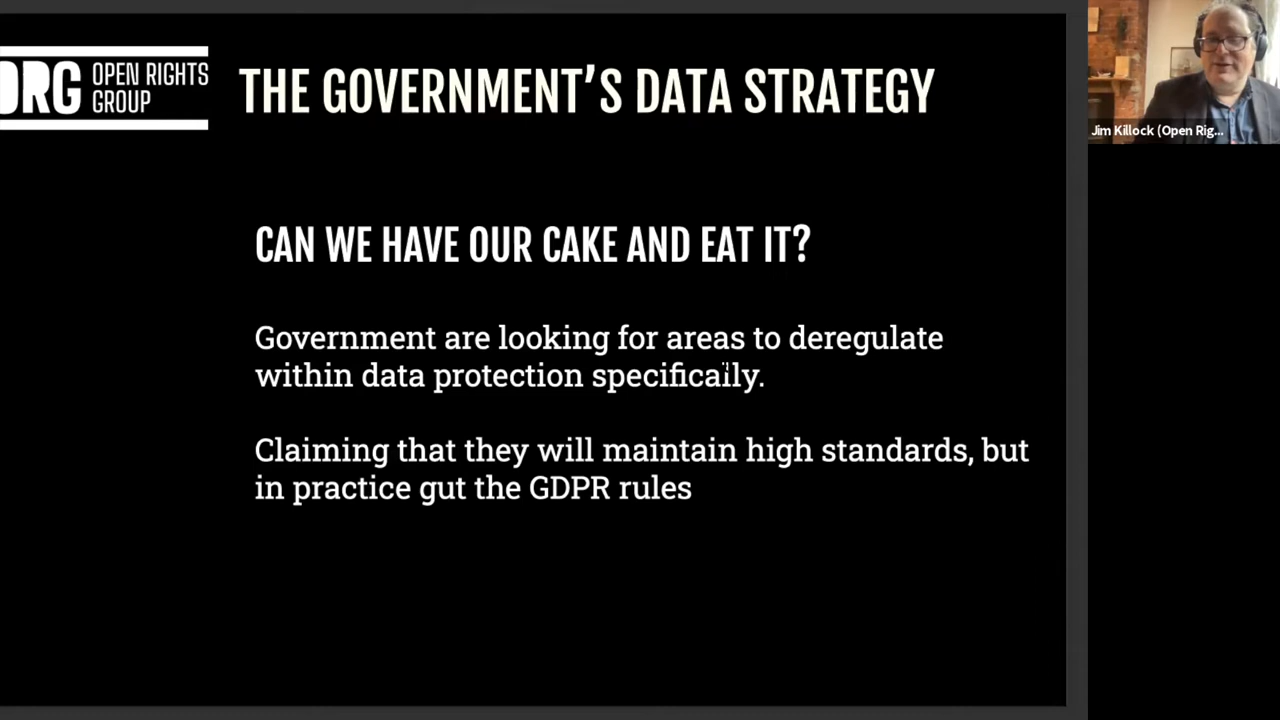 ORG OPEN RIGHTS
GROUP
THE GOVERNMENT'S DATA STRATEGY
CAN WE HAVE OUR CAKE AND EAT IT?
Government are looking for areas to deregulate
within data protection specifically.
Claiming that they will maintain high standards, but
in practice gut the GDPR rules
Jim Killock (Open Rig...